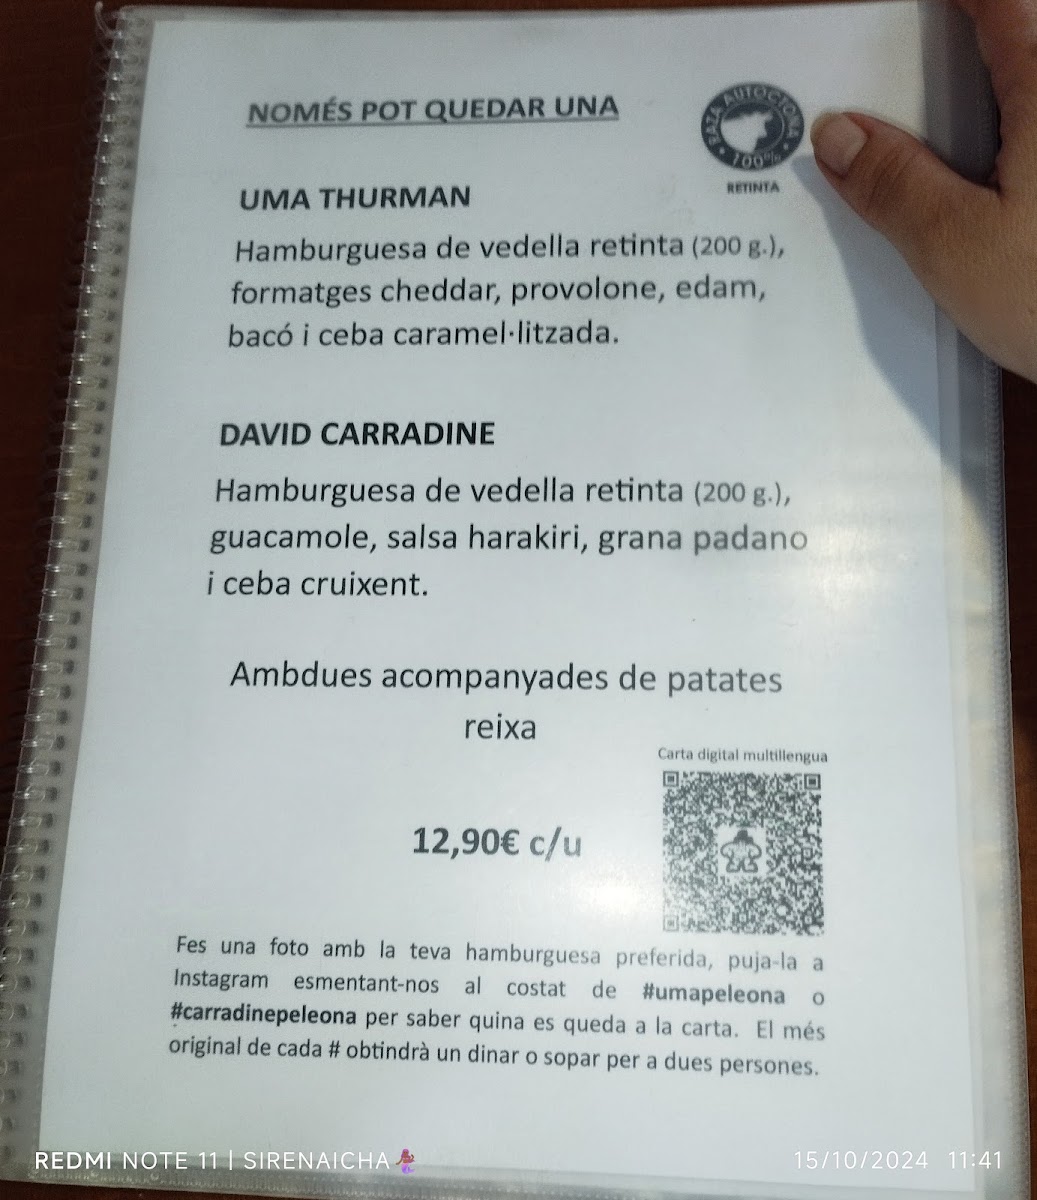 NOMÉS POT QUEDAR UNA
RAZA AUTÓCTONA
100%
RETINTA
UMA THURMAN
Hamburguesa de vedella retinta (200 g.),
formatges cheddar, provolone, edam,
bacó i ceba caramel·litzada.
DAVID CARRADINE
Hamburguesa de vedella retinta (200 g.),
guacamole, salsa harakiri, grana padano
i ceba cruixent.
Ambdues acompanyades de patates
reixa
Carta digital multillengua
12,90€ c/u
Fes una foto amb la teva hamburguesa preferida, puja-la a
Instagram esmentant-nos al costat de #umapeleona o
#carradinepeleona per saber quina es queda a la carta. El més
original de cada # obtindrà un dinar o sopar per a dues persones.
REDMI NOTE 11 | SIRENAICHA
15/10/2024 11:41